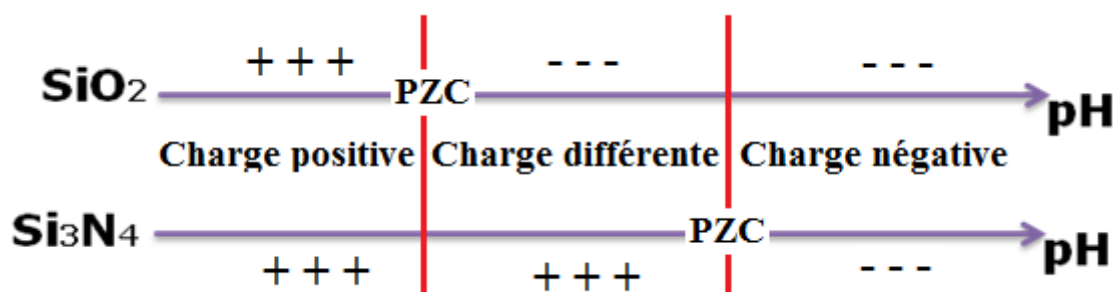 + + + - - - - - -
SiO2 PZC pH
Charge positive Charge différente Charge négative
Si3N4 PZC pH
+ + + + + + - - -